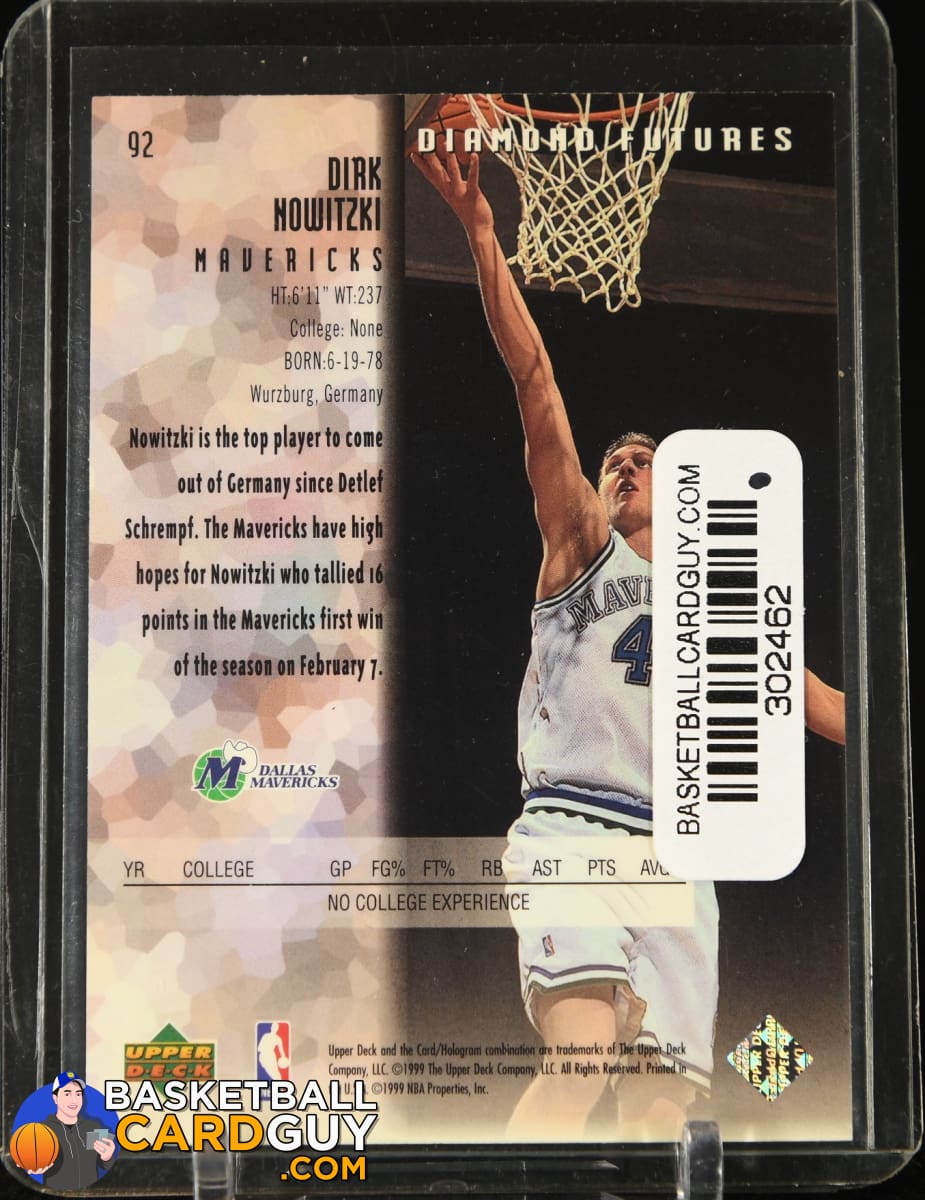 92
DIAMOND FUTURES
DIRK
NOWITZKI
MAVERICKS
HT:6'11" WT:237
College: None
BORN:6-19-78
Wurzburg, Germany
Nowitzki is the top player to come
out of Germany since Detlef
Schrempf. The Mavericks have high
hopes for Nowitzki who tallied 16
points in the Mavericks first win
of the season on February 7.
M DALLAS
MAVERICKS
MAV
4
BASKETBALLCARDGUY.COM
302462
YR COLLEGE GP FG% FT% RB AST PTS
NO COLLEGE EXPERIENCE
UPPER
DECK
Upper Deck and the Card/Hologram combination are trademarks of The Upper Deck
Company, LLC. ©1999 The Upper Deck Company, LLC. All Rights Reserved. Printed in
U.S. ©1999 NBA Properties, Inc.
BASKETBALL
CARDGUY
.COM